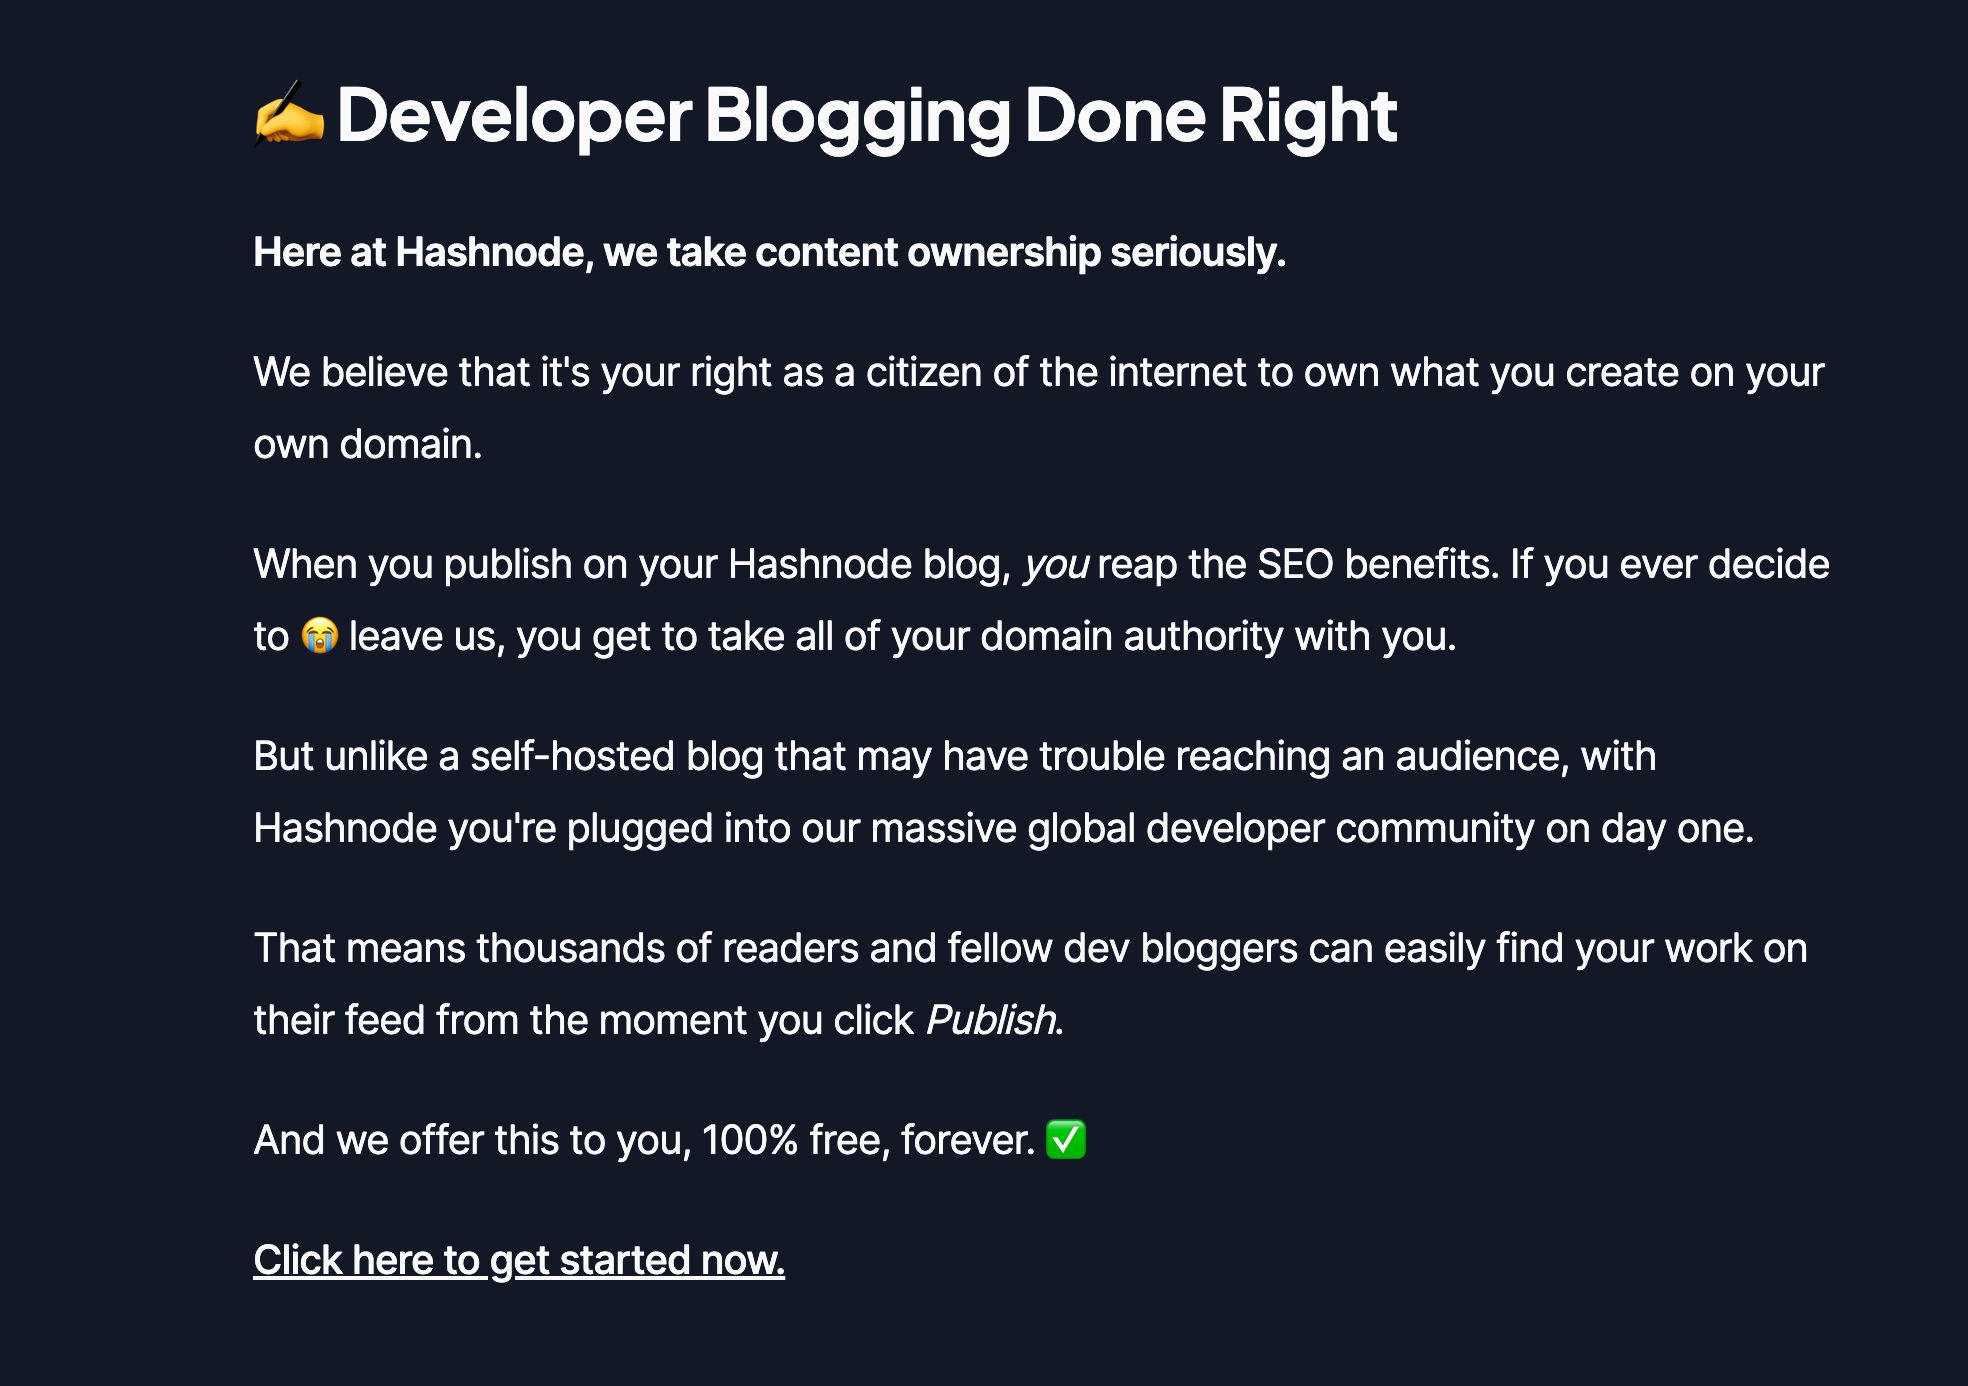 ✍️ Developer Blogging Done Right
Here at Hashnode, we take content ownership seriously.
We believe that it's your right as a citizen of the internet to own what you create on your
own domain.
When you publish on your Hashnode blog, you reap the SEO benefits. If you ever decide
to 😭 leave us, you get to take all of your domain authority with you.
But unlike a self-hosted blog that may have trouble reaching an audience, with
Hashnode you're plugged into our massive global developer community on day one.
That means thousands of readers and fellow dev bloggers can easily find your work on
their feed from the moment you click Publish.
And we offer this to you, 100% free, forever. ✅
Click here to get started now.